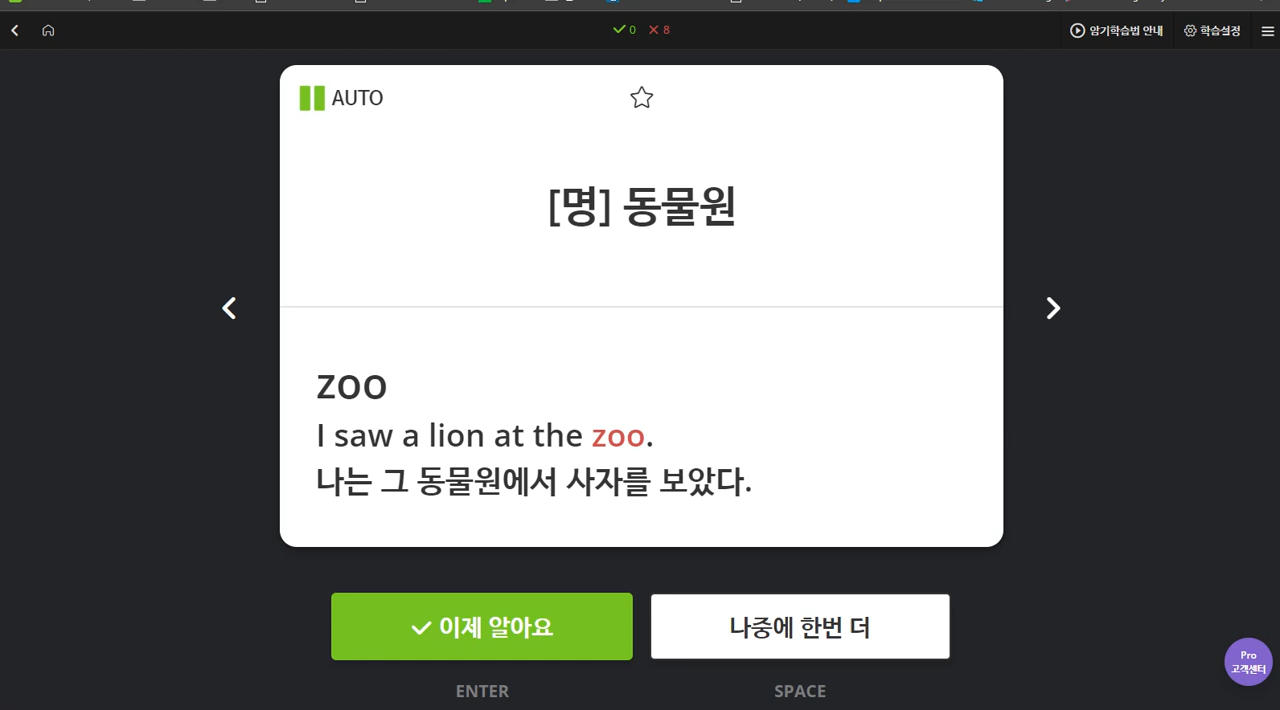 0 8
암기학습법 안내
학습설정
AUTO
[명] 동물원
zoo
I saw a lion at the zoo.
나는 그 동물원에서 사자를 보았다.
이제 알아요
나중에 한번 더
ENTER
SPACE
Pro
고객센터